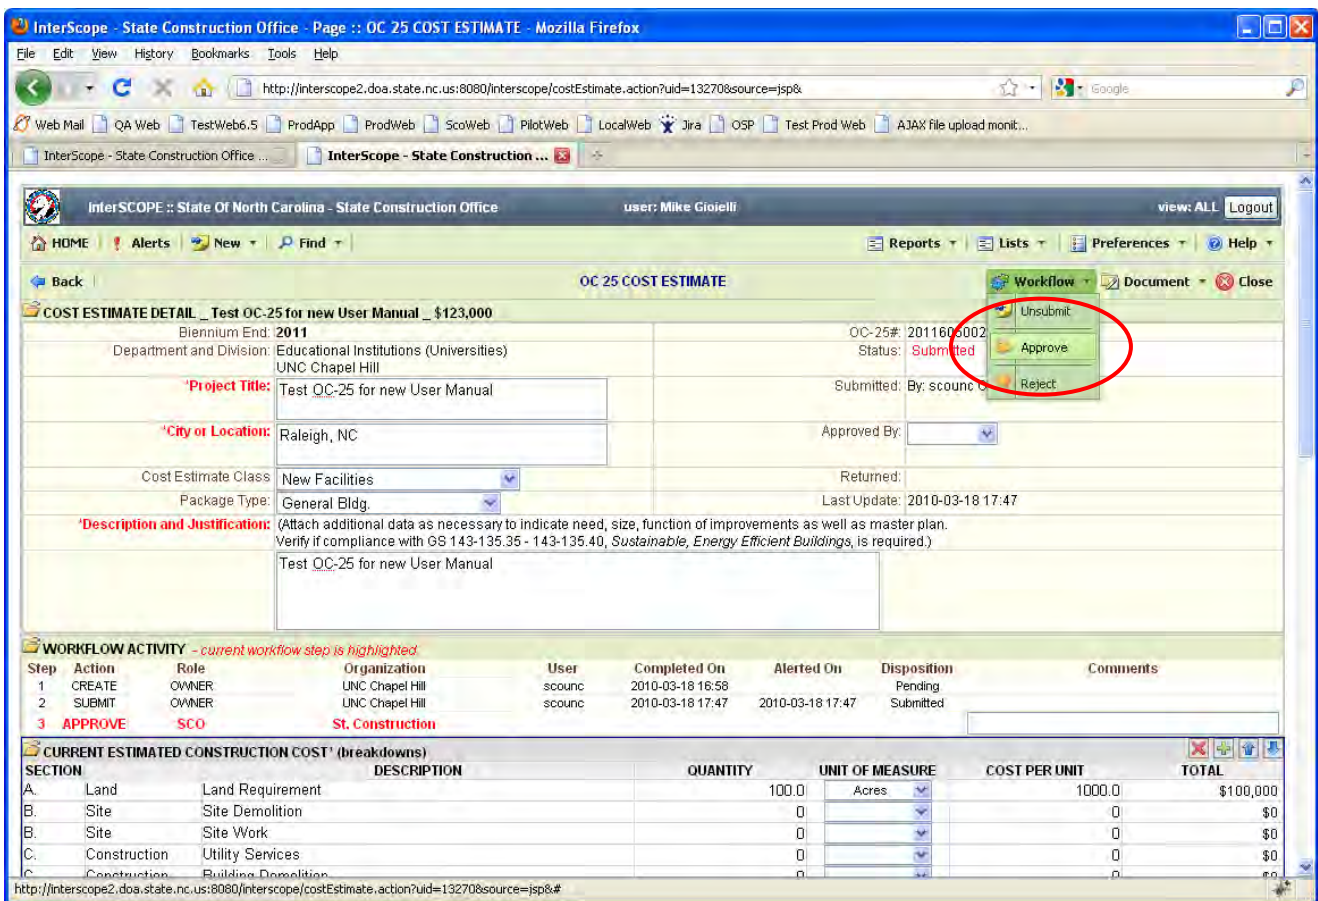 InterScope - State Construction Office - Page :: OC 25 COST ESTIMATE - Mozilla Firefox
File Edit View History Bookmarks Tools Help
http://interscope2.doa.state.nc.us:8080/interscope/costEstimate.action?uid=13270&source=jsp& Google
Web Mail QA Web TestWeb6.5 ProdApp ProdWeb ScoWeb PilotWeb LocalWeb Jira OSP Test Prod Web AJAX file upload monit...
InterScope - State Construction Office ... InterScope - State Construction ...
InterSCOPE :: State Of North Carolina - State Construction Office user: Mike Gioielli view: ALL Logout
HOME Alerts New Find Reports Lists Preferences Help
Back OC 25 COST ESTIMATE Workflow Document Close
COST ESTIMATE DETAIL _ Test OC-25 for new User Manual _ $123,000 Unsubmit
Biennium End: 2011 OC-25#: 2011605002
Department and Division: Educational Institutions (Universities) Status: Submitted Approve
UNC Chapel Hill
*Project Title: Test OC-25 for new User Manual Submitted: By: scounc Reject
*City or Location: Raleigh, NC Approved By:
Cost Estimate Class New Facilities Returned:
Package Type: General Bldg. Last Update: 2010-03-18 17:47
*Description and Justification: (Attach additional data as necessary to indicate need, size, function of improvements as well as master plan.
Verify if compliance with GS 143-135.35 - 143-135.40, Sustainable, Energy Efficient Buildings, is required.)
Test OC-25 for new User Manual
WORKFLOW ACTIVITY - current workflow step is highlighted
Step Action Role Organization User Completed On Alerted On Disposition Comments
1 CREATE OWNER UNC Chapel Hill scounc 2010-03-18 16:58 Pending
2 SUBMIT OWNER UNC Chapel Hill scounc 2010-03-18 17:47 2010-03-18 17:47 Submitted
3 APPROVE SCO St. Construction
CURRENT ESTIMATED CONSTRUCTION COST* (breakdowns)
SECTION DESCRIPTION QUANTITY UNIT OF MEASURE COST PER UNIT TOTAL
A. Land Land Requirement 100.0 Acres 1000.0 $100,000
B. Site Site Demolition 0 0 $0
B. Site Site Work 0 0 $0
C. Construction Utility Services 0 0 $0
C. Construction Building Demolition 0 0 $0
http://interscope2.doa.state.nc.us:8080/interscope/costEstimate.action?uid=13270&source=jsp&#